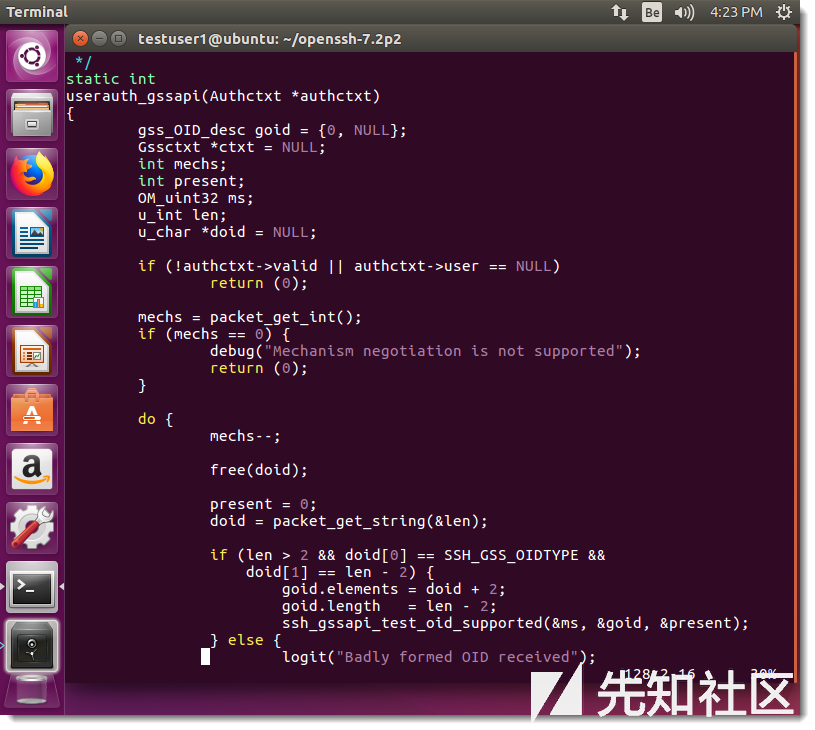 Terminal
Be
4:23 PM
testuser1@ubuntu: ~/openssh-7.2p2
 */
static int
userauth_gssapi(Authctxt *authctxt)
{
        gss_OID_desc goid = {0, NULL};
        Gssctxt *ctxt = NULL;
        int mechs;
        int present;
        OM_uint32 ms;
        u_int len;
        u_char *doid = NULL;
        if (!authctxt->valid || authctxt->user == NULL)
                return (0);
        mechs = packet_get_int();
        if (mechs == 0) {
                debug("Mechanism negotiation is not supported");
                return (0);
        }
        do {
                mechs--;
                free(doid);
                present = 0;
                doid = packet_get_string(&len);
                if (len > 2 && doid[0] == SSH_GSS_OIDTYPE &&
                    doid[1] == len - 2) {
                        goid.elements = doid + 2;
                        goid.length   = len - 2;
                        ssh_gssapi_test_oid_supported(&ms, &goid, &present);
                } else {
                        logit("Badly formed OID received");
先知社区